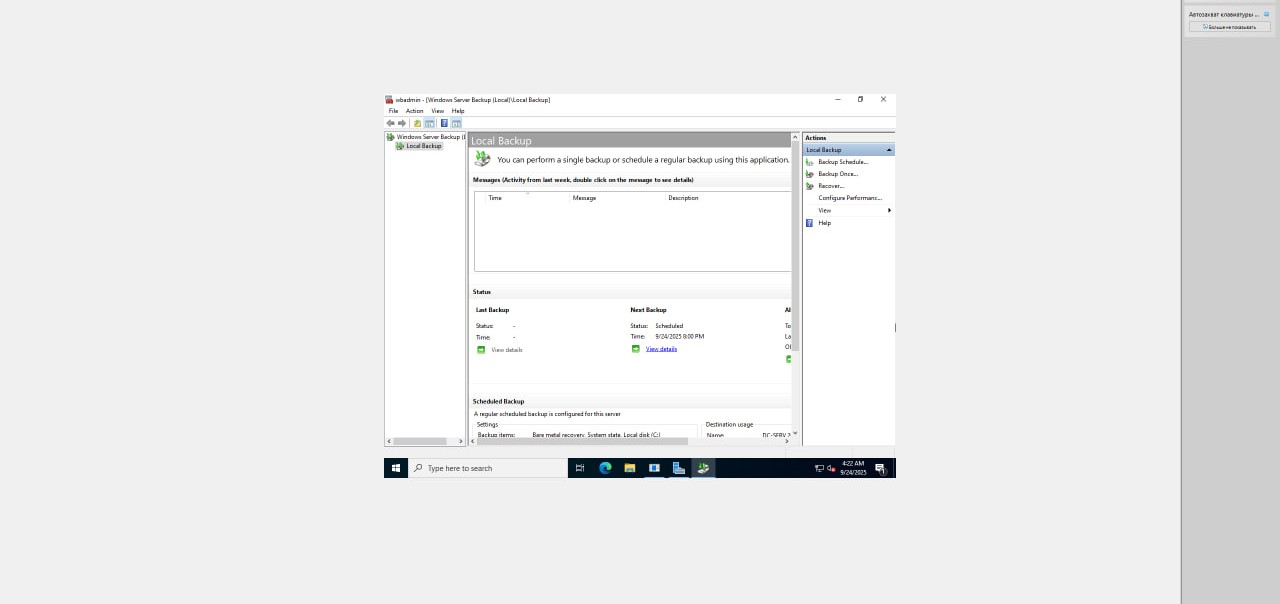 Автозахват клавиатуры ...
Больше не показывать
wbadmin - [Windows Server Backup (Local)\Local Backup]
File Action View Help
Windows Server Backup (L
Local Backup
Local Backup
You can perform a single backup or schedule a regular backup using this application.
Messages (Activity from last week, double click on the message to see details)
Time Message Description
Status
Last Backup
Status: -
Time: -
View details
Next Backup
Status: Scheduled
Time: 9/24/2025 8:00 PM
View details
Al
To
La
Ol
Scheduled Backup
A regular scheduled backup is configured for this server
Settings
Backup items: Bare metal recovery, System state, Local disk (C:)
Destination usage
Name: DC-SERV 2
Actions
Local Backup
Backup Schedule...
Backup Once...
Recover...
Configure Performanc...
View
Help
Type here to search
4:22 AM
9/24/2025
1